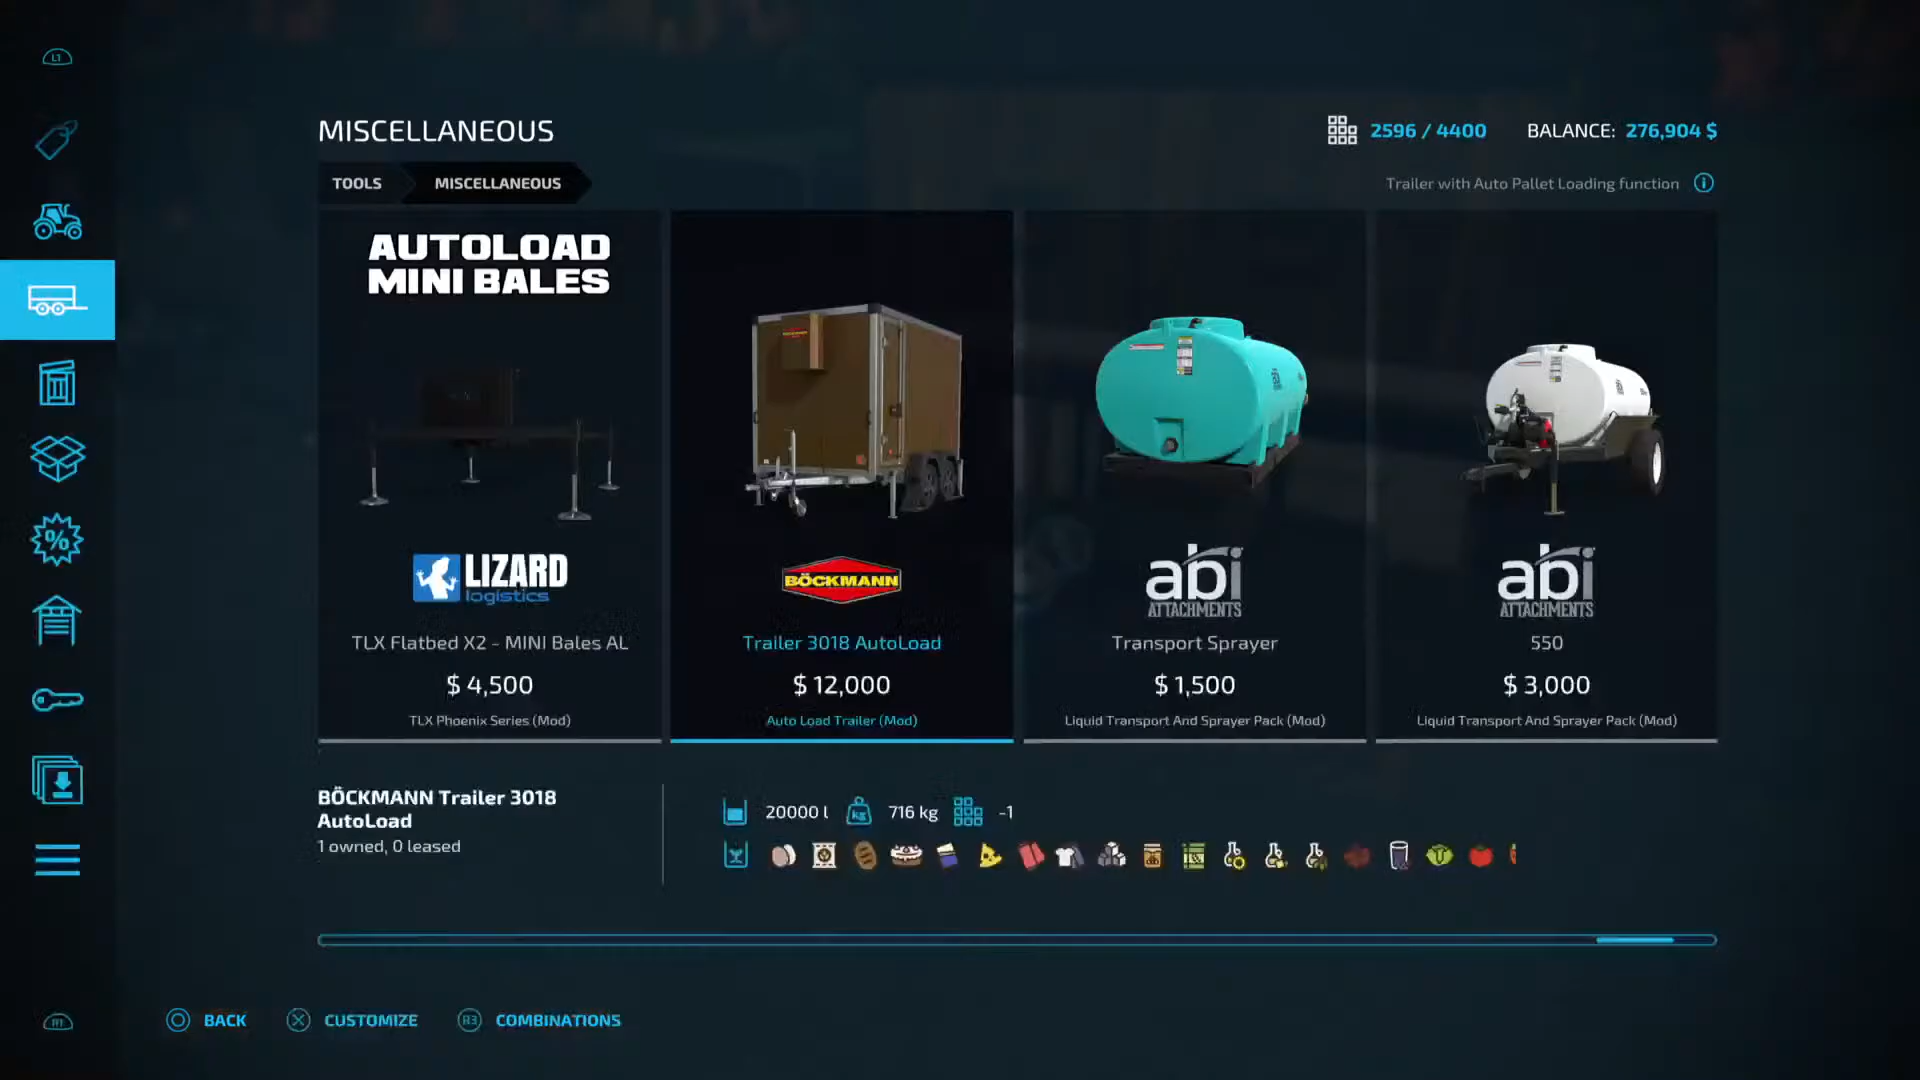 L1
MISCELLANEOUS
2596 / 4400
BALANCE: 276,904 $
TOOLS
MISCELLANEOUS
Trailer with Auto Pallet Loading function
AUTOLOAD
MINI BALES
LIZARD
logistics
TLX Flatbed X2 - MINI Bales AL
$ 4,500
TLX Phoenix Series (Mod)
BÖCKMANN
Trailer 3018 AutoLoad
$ 12,000
Auto Load Trailer (Mod)
abi
ATTACHMENTS
Transport Sprayer
$ 1,500
Liquid Transport And Sprayer Pack (Mod)
abi
ATTACHMENTS
550
$ 3,000
Liquid Transport And Sprayer Pack (Mod)
BÖCKMANN Trailer 3018
AutoLoad
1 owned, 0 leased
20000 l
kg
716 kg
-1
R1
BACK
CUSTOMIZE
R3
COMBINATIONS